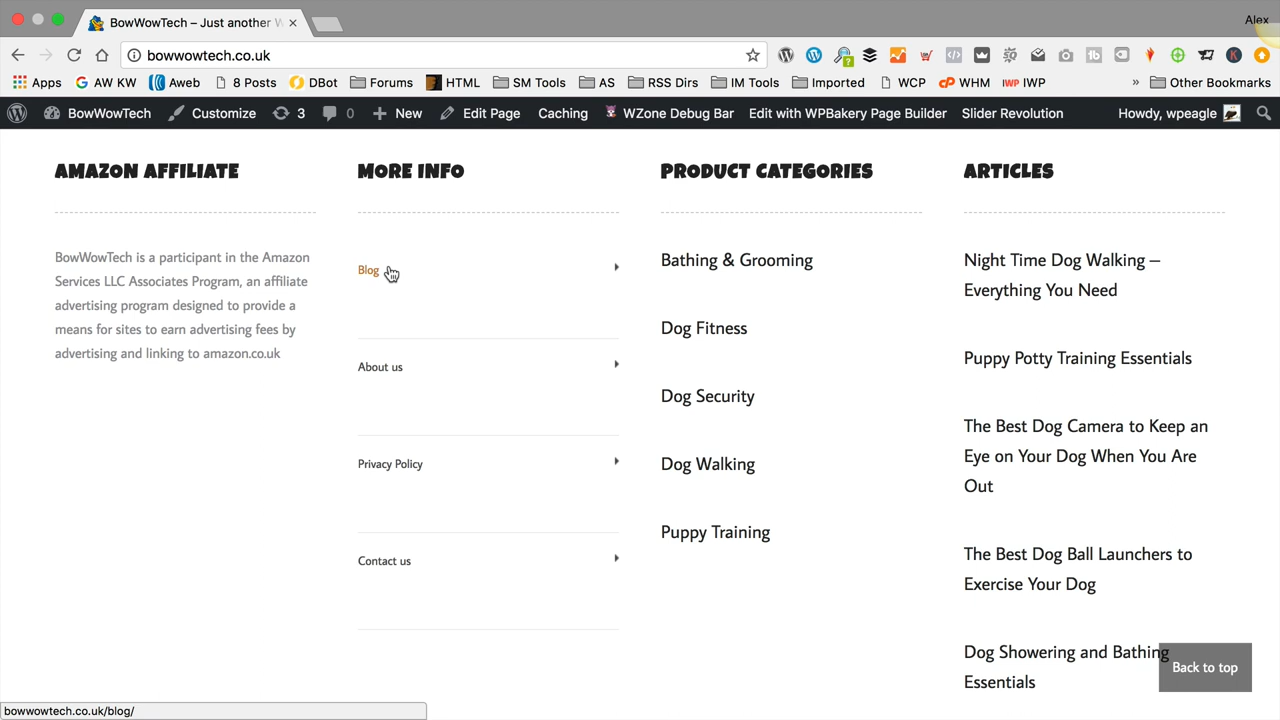 BowWowTech – Just another W
Alex
bowwowtech.co.uk
Apps
AW KW
Aweb
8 Posts
DBot
Forums
HTML
SM Tools
AS
RSS Dirs
IM Tools
Imported
WCP
WHM
IWP
Other Bookmarks
BowWowTech
Customize
3
0
New
Edit Page
Caching
WZone Debug Bar
Edit with WPBakery Page Builder
Slider Revolution
Howdy, wpeagle
AMAZON AFFILIATE
BowWowTech is a participant in the Amazon
Services LLC Associates Program, an affiliate
advertising program designed to provide a
means for sites to earn advertising fees by
advertising and linking to amazon.co.uk
MORE INFO
Blog
About us
Privacy Policy
Contact us
PRODUCT CATEGORIES
Bathing & Grooming
Dog Fitness
Dog Security
Dog Walking
Puppy Training
ARTICLES
Night Time Dog Walking –
Everything You Need
Puppy Potty Training Essentials
The Best Dog Camera to Keep an
Eye on Your Dog When You Are
Out
The Best Dog Ball Launchers to
Exercise Your Dog
Dog Showering and Bathing
Essentials
Back to top
bowwowtech.co.uk/blog/